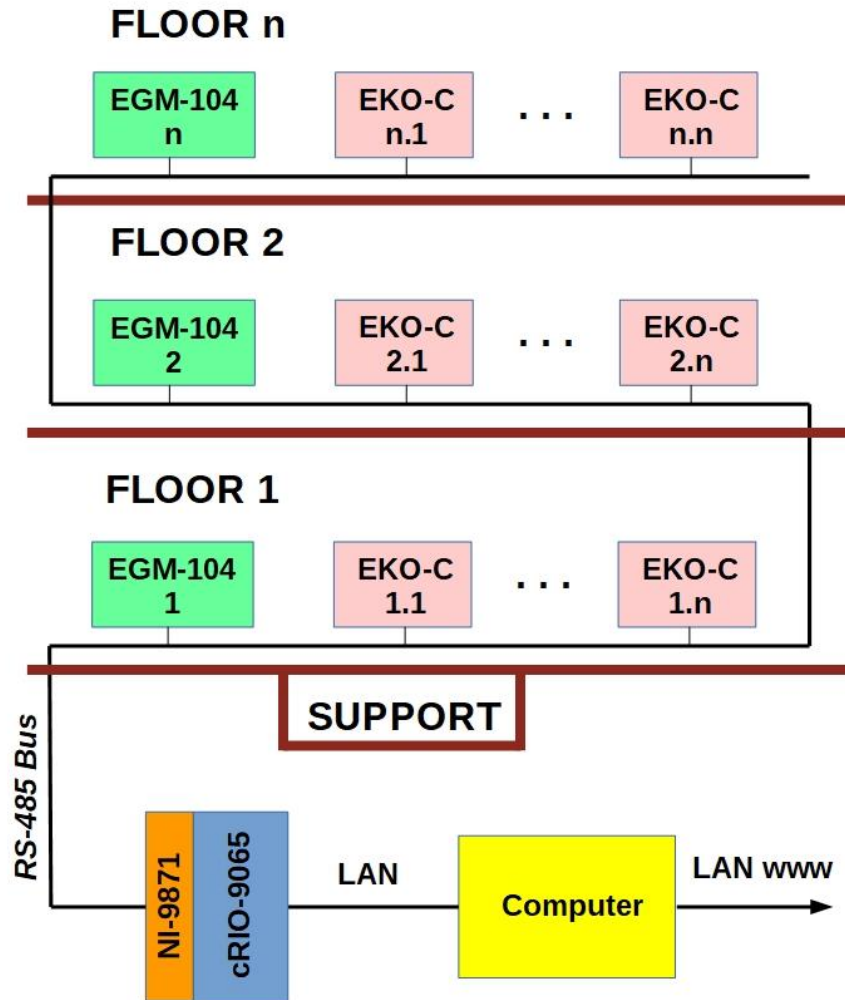 FLOOR n
EGM-104
n
EKO-C
n.1
. . .
EKO-C
n.n
FLOOR 2
EGM-104
2
EKO-C
2.1
. . .
EKO-C
2.n
FLOOR 1
EGM-104
1
EKO-C
1.1
. . .
EKO-C
1.n
SUPPORT
RS-485 Bus
NI-9871
cRIO-9065
LAN
Computer
LAN www